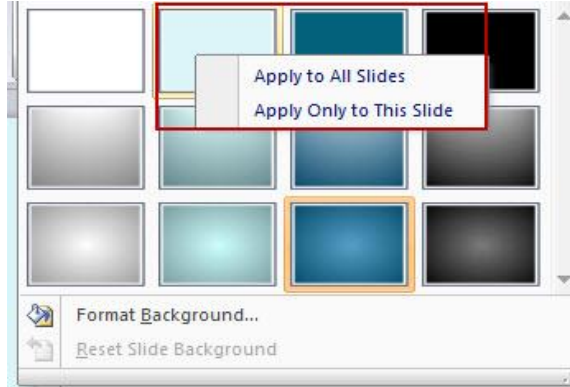 Apply to All Slides
Apply Only to This Slide
Format Background...
Reset Slide Background